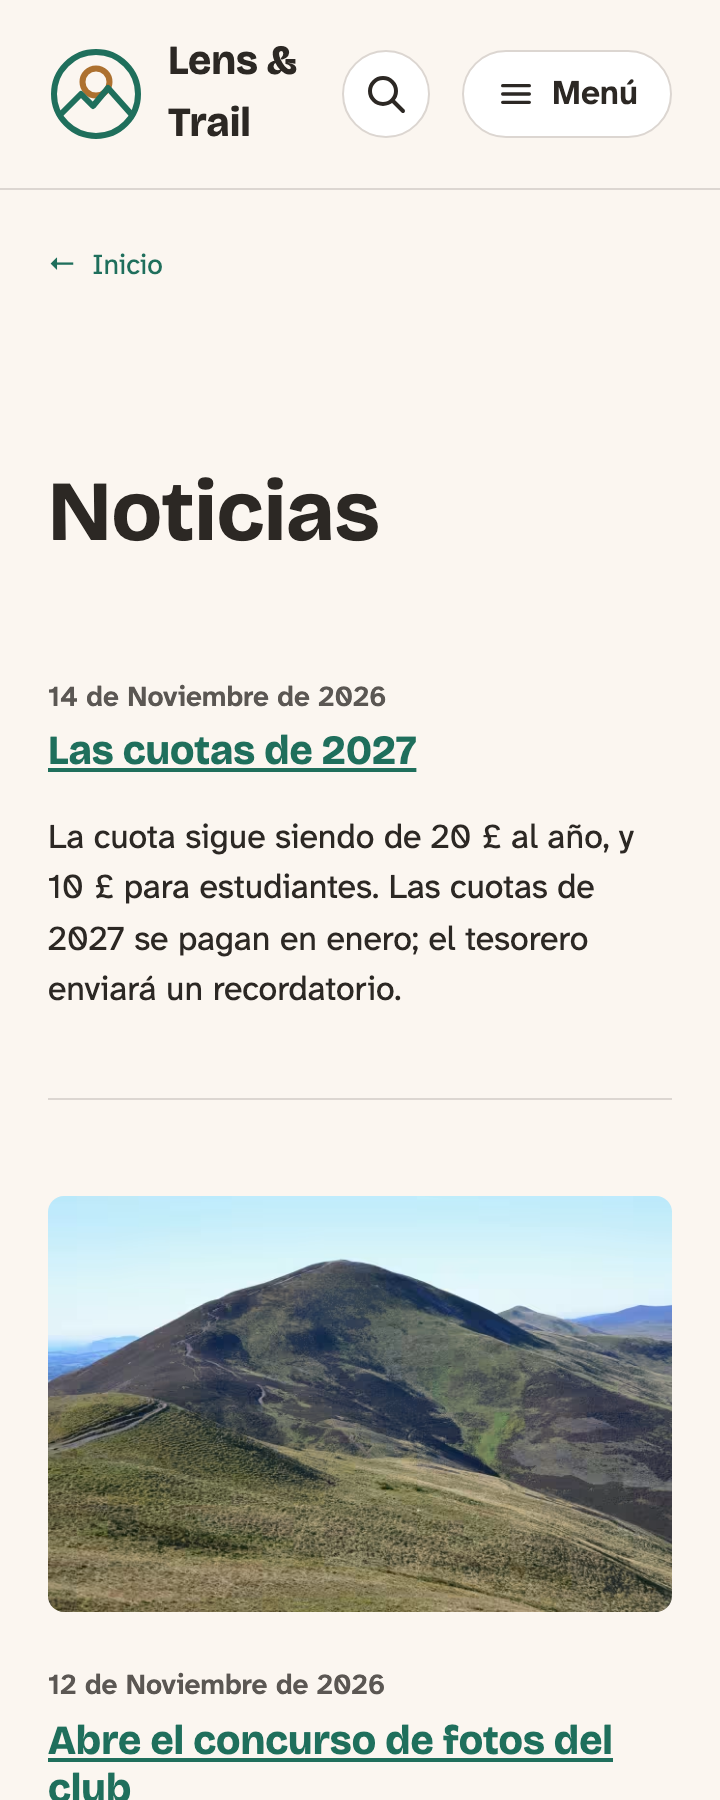 Lens &
Trail
Menú
← Inicio
Noticias
14 de Noviembre de 2026
Las cuotas de 2027
La cuota sigue siendo de 20 £ al año, y
10 £ para estudiantes. Las cuotas de
2027 se pagan en enero; el tesorero
enviará un recordatorio.
12 de Noviembre de 2026
Abre el concurso de fotos del
club